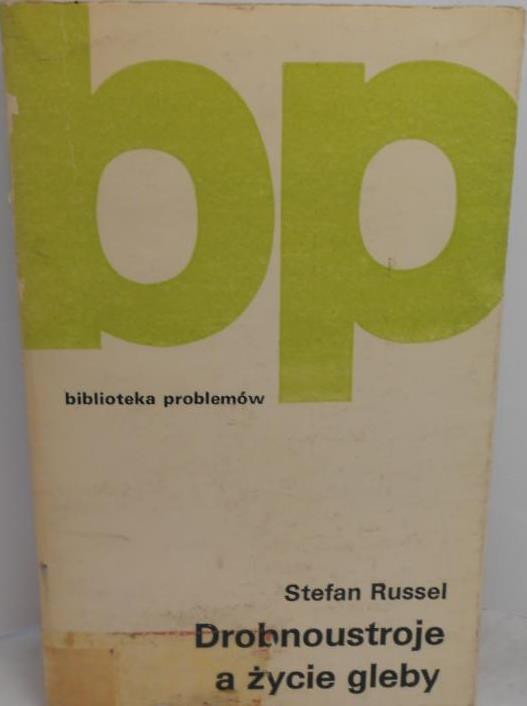 bp
biblioteka problemów
Stefan Russel
Drobnoustroje
a życie gleby